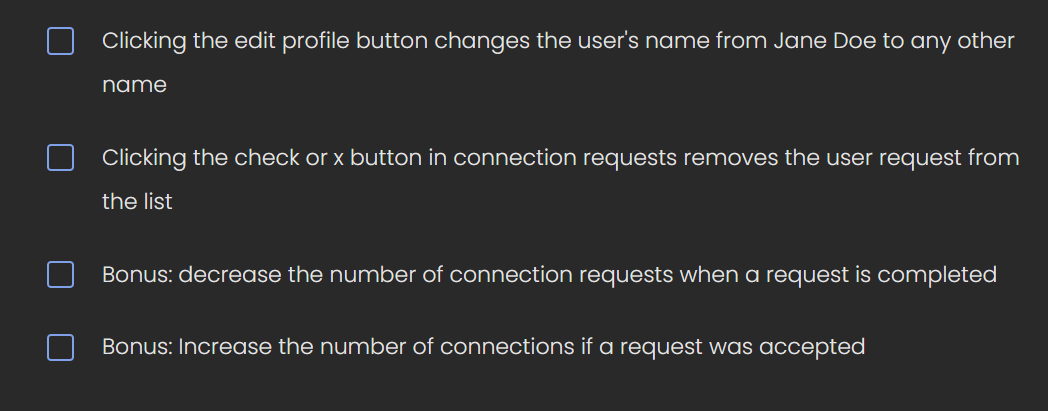 Clicking the edit profile button changes the user's name from Jane Doe to any other
name
Clicking the check or x button in connection requests removes the user request from
the list
Bonus: decrease the number of connection requests when a request is completed
Bonus: Increase the number of connections if a request was accepted